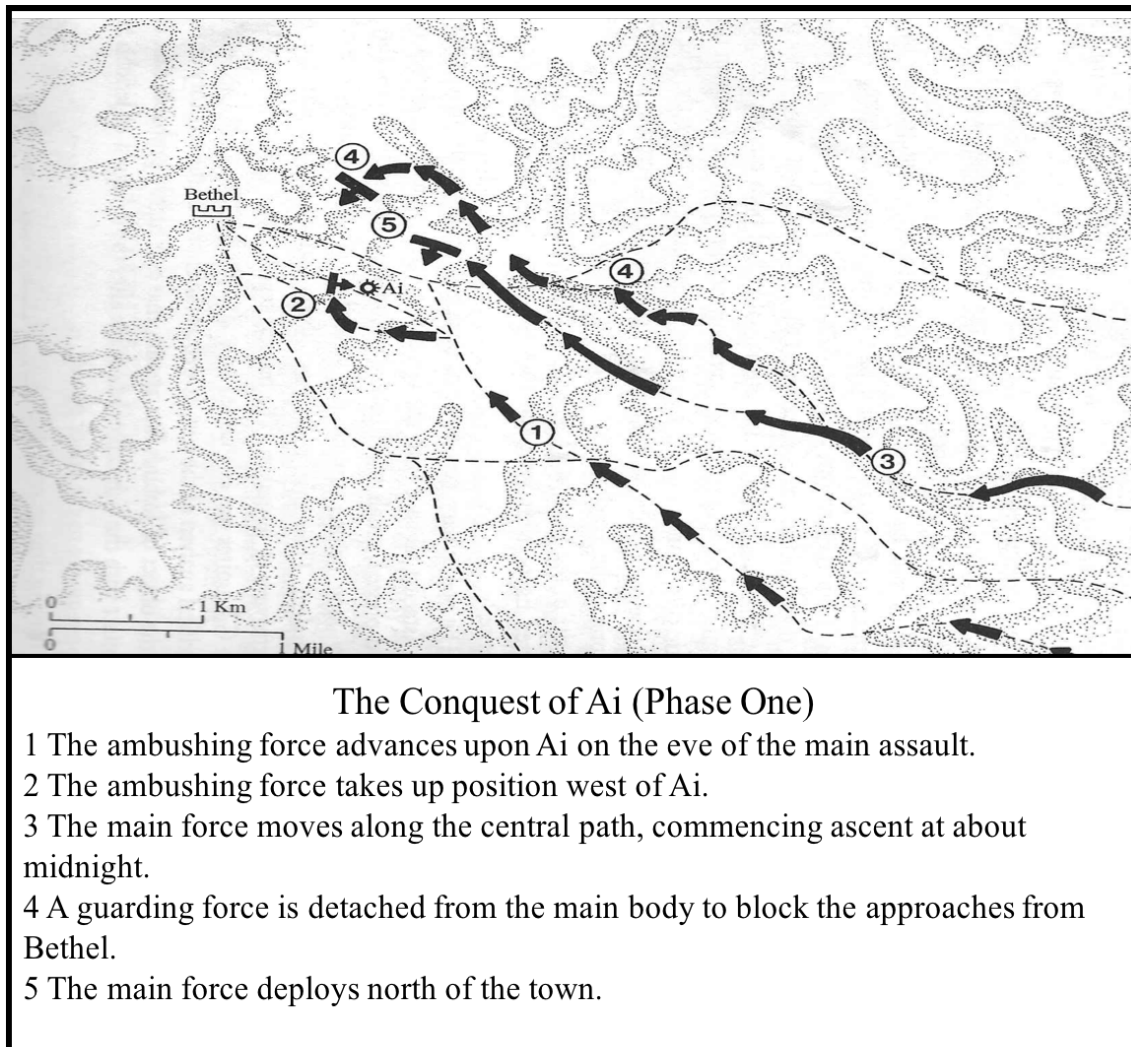 4
Bethel
5
4
Ai
2
1
3
0
1 Km
0
1 Mile
The Conquest of Ai (Phase One)
1 The ambushing force advances upon Ai on the eve of the main assault.
2 The ambushing force takes up position west of Ai.
3 The main force moves along the central path, commencing ascent at about
midnight.
4 A guarding force is detached from the main body to block the approaches from
Bethel.
5 The main force deploys north of the town.